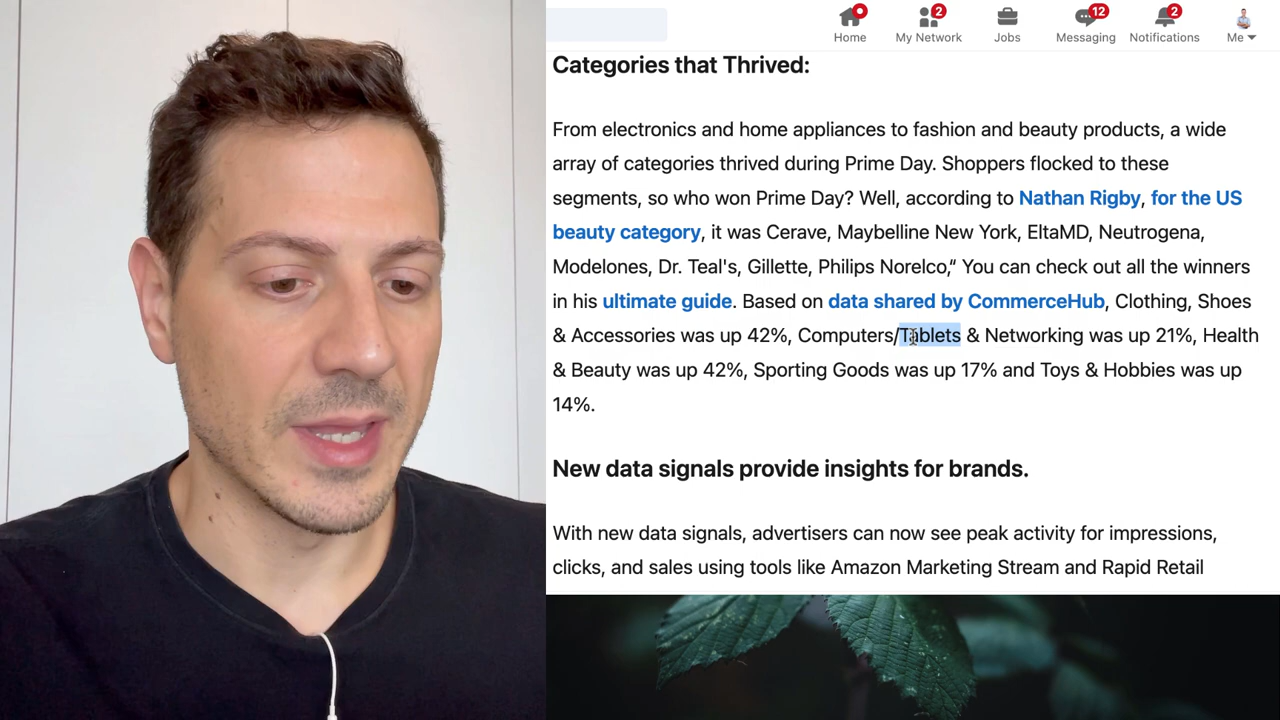 2
12
2
Home
My Network
Jobs
Messaging
Notifications
Me
Categories that Thrived:
From electronics and home appliances to fashion and beauty products, a wide
array of categories thrived during Prime Day. Shoppers flocked to these
segments, so who won Prime Day? Well, according to Nathan Rigby, for the US
beauty category, it was Cerave, Maybelline New York, EltaMD, Neutrogena,
Modelones, Dr. Teal's, Gillette, Philips Norelco,“ You can check out all the winners
in his ultimate guide. Based on data shared by CommerceHub, Clothing, Shoes
& Accessories was up 42%, Computers/Tablets & Networking was up 21%, Health
& Beauty was up 42%, Sporting Goods was up 17% and Toys & Hobbies was up
14%.
New data signals provide insights for brands.
With new data signals, advertisers can now see peak activity for impressions,
clicks, and sales using tools like Amazon Marketing Stream and Rapid Retail